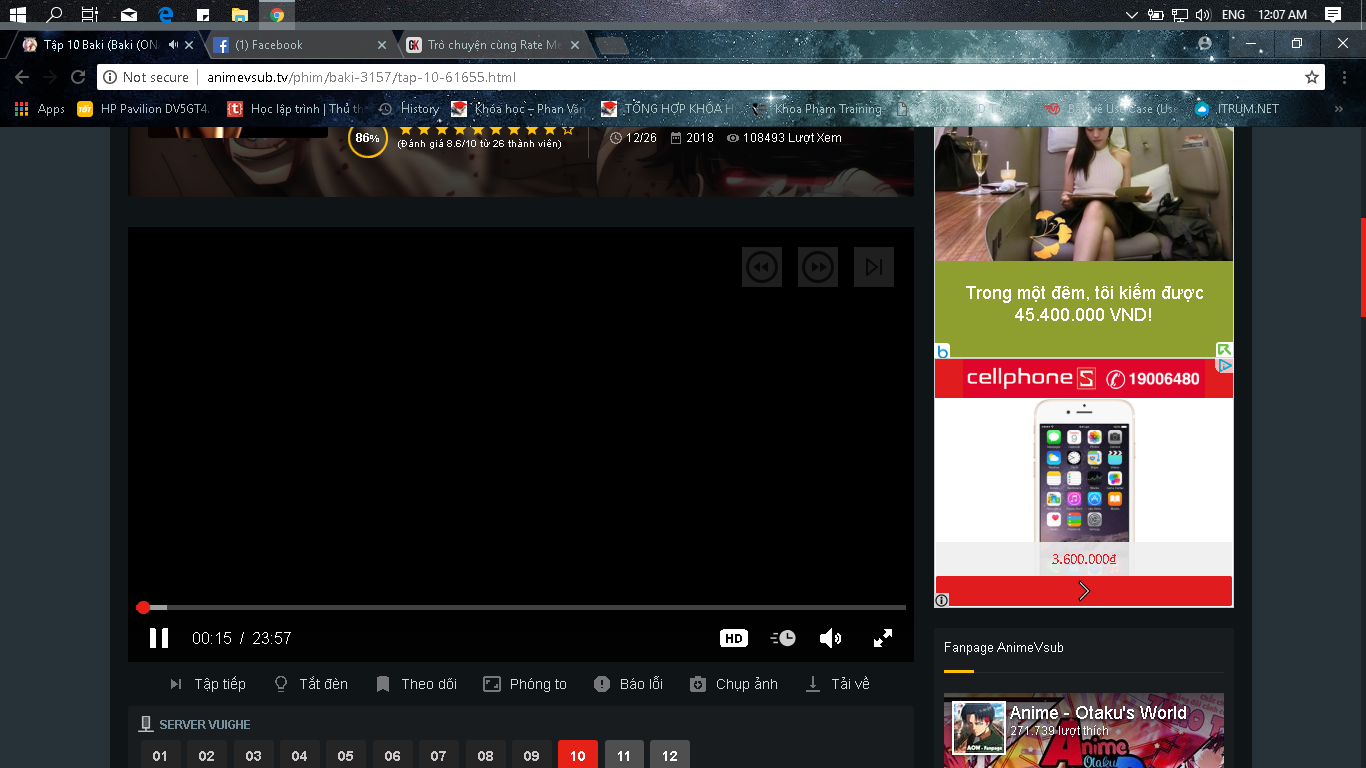 ENG 12:07 AM
Tập 10 Baki (Baki (ON
(1) Facebook
Trò chuyện cùng Rate Me
Not secure | animevsub.tv/phim/baki-3157/tap-10-61655.html
Apps
HP Pavilion DV5GT4.
Học lập trình | Thủ th
History
Khóa học – Phan Văn
TỔNG HỢP KHÓA H
Khoa Phạm Training
ITRUM.NET
»
86%
(Đánh giá 8.6/10 từ 26 thành viên)
12/26
2018
108493 Lượt Xem
Trong một đêm, tôi kiếm được
45.400.000 VND!
cellphone S 19006480
3.600.000₫
00:15 / 23:57
HD
Tập tiếp
Tắt đèn
Theo dõi
Phóng to
Báo lỗi
Chụp ảnh
Tải về
SERVER VUIGHE
01 02 03 04 05 06 07 08 09 10 11 12
Fanpage AnimeVsub
Anime - Otaku's World
271.739 lượt thích
AOW - Fanpage
Anime
Otaku